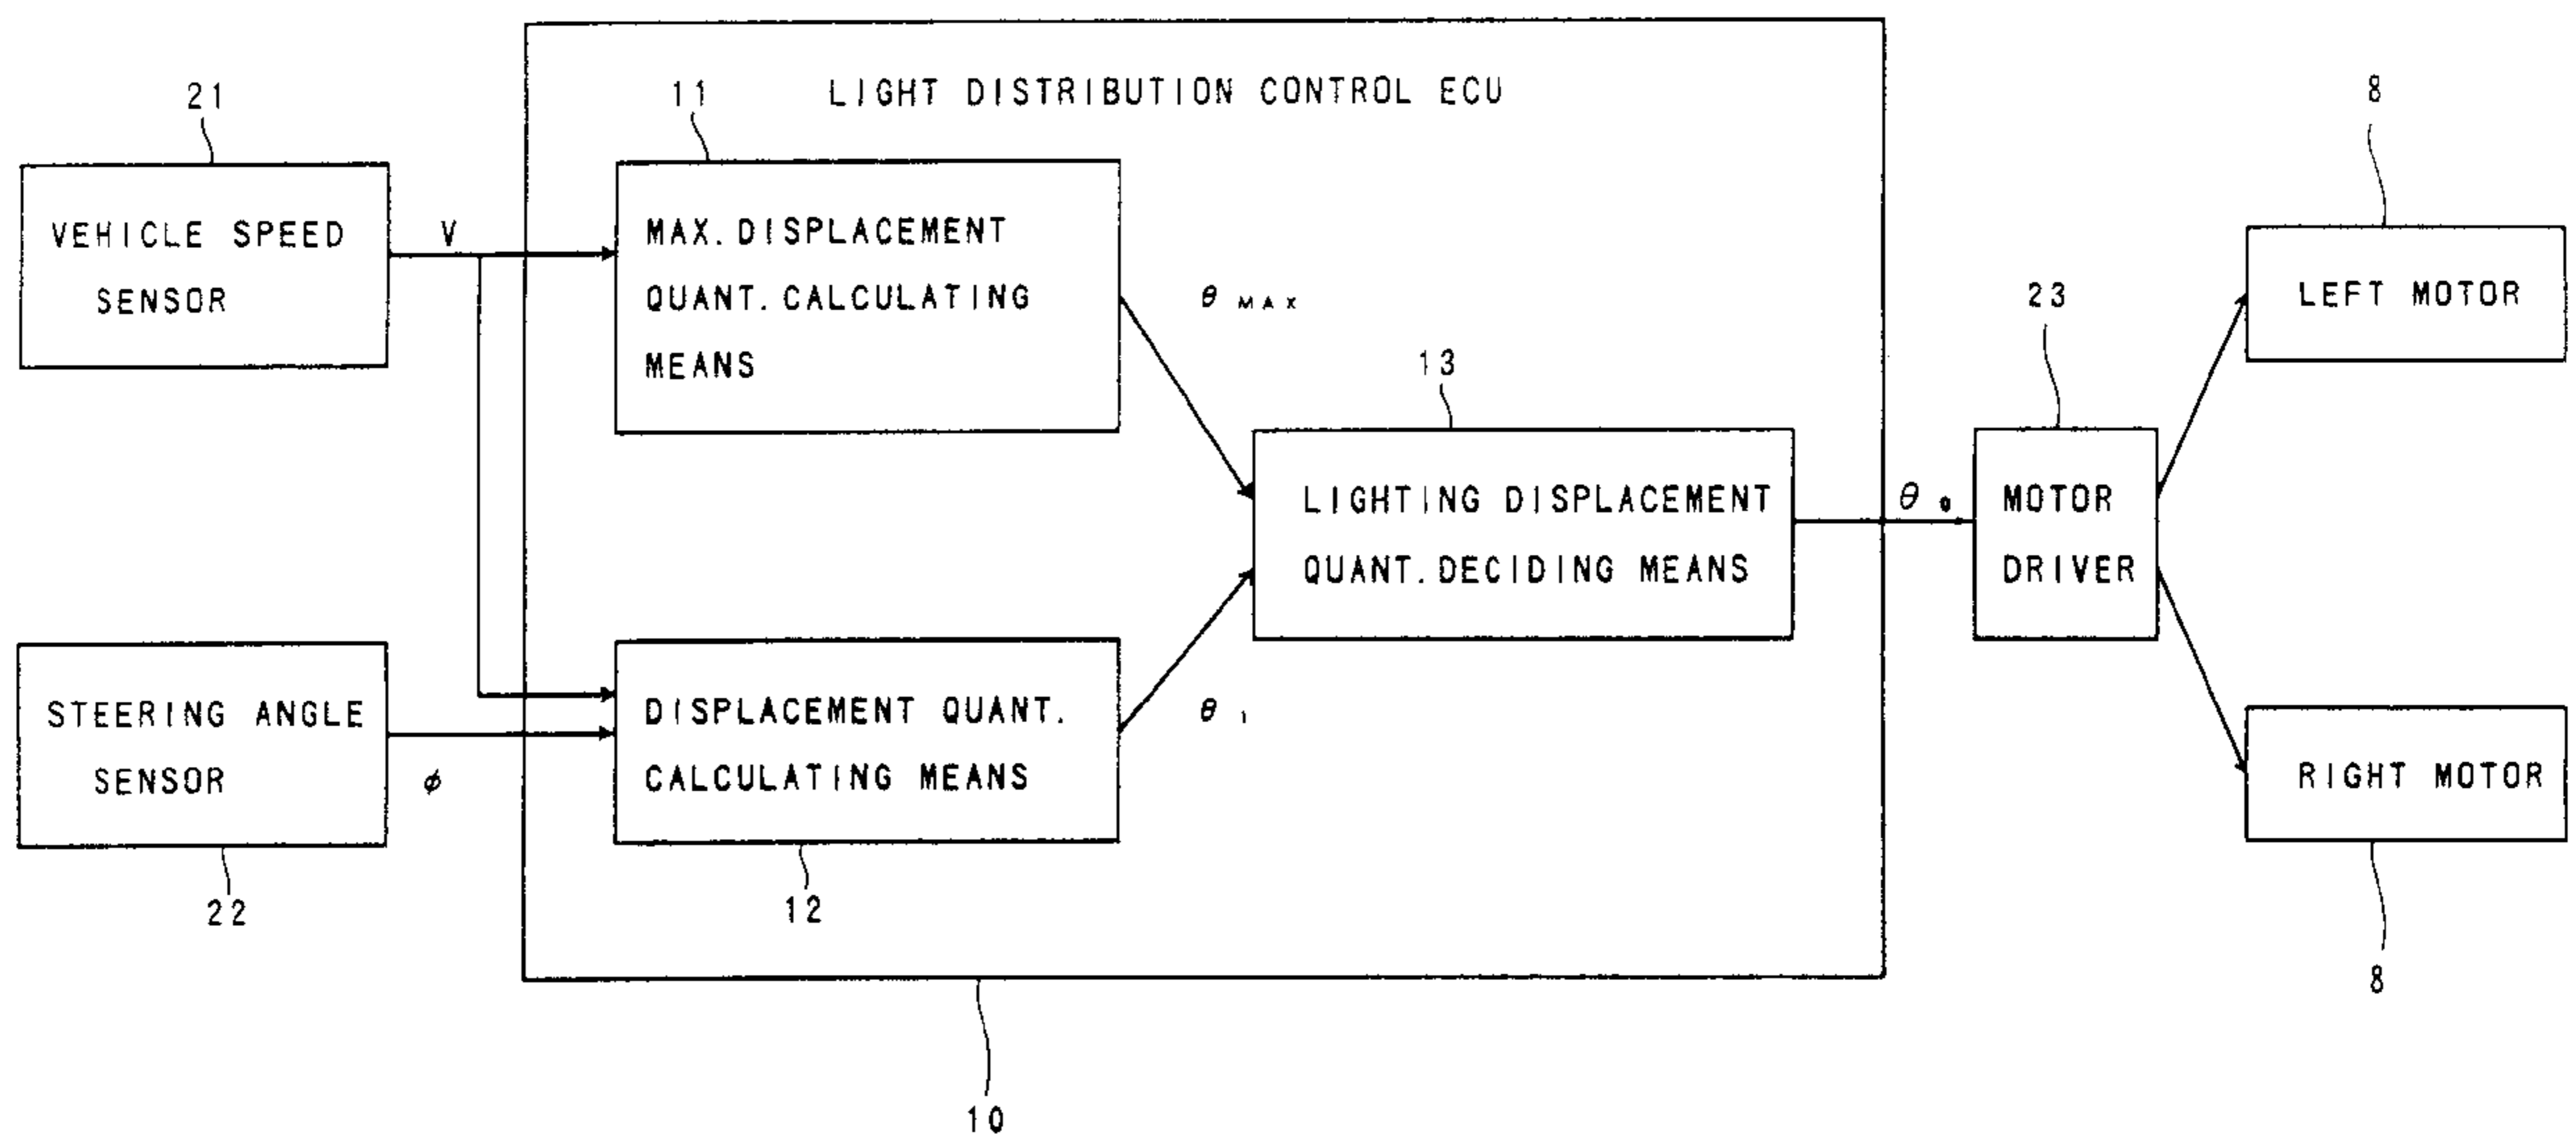 LIGHT DISTRIBUTION CONTROL ECU
21
VEHICLE SPEED
SENSOR
V
11
MAX. DISPLACEMENT
QUANT. CALCULATING
MEANS
θ MAX
STEERING ANGLE
SENSOR
22
φ
DISPLACEMENT QUANT.
CALCULATING MEANS
12
θ 1
13
LIGHTING DISPLACEMENT
QUANT. DECIDING MEANS
θ 0
23
MOTOR
DRIVER
8
LEFT MOTOR
RIGHT MOTOR
8
10